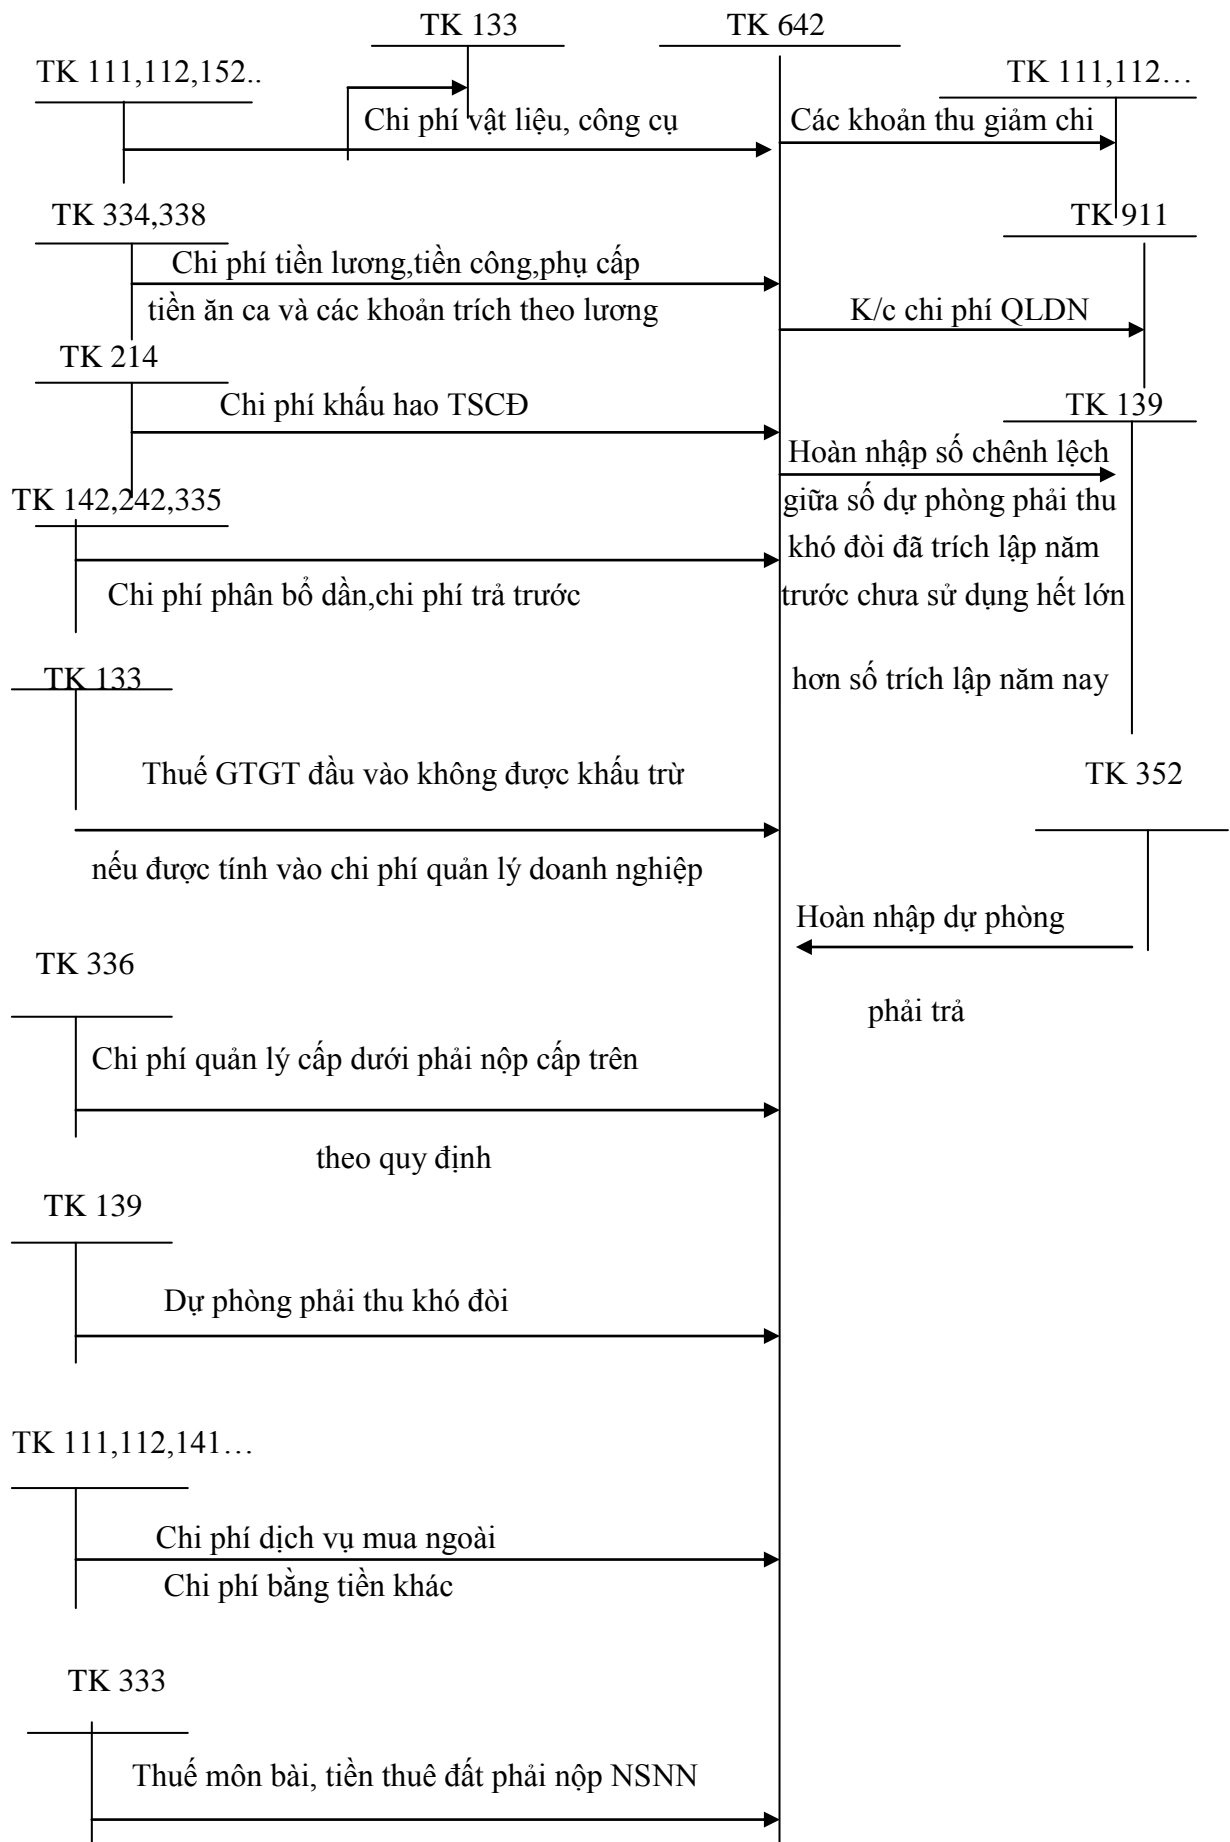 TK 133
TK 642
TK 111,112,152..
TK 111,112…
Chi phí vật liệu, công cụ
Các khoản thu giảm chi
TK 334,338
TK 911
Chi phí tiền lương,tiền công,phụ cấp
tiền ăn ca và các khoản trích theo lương
K/c chi phí QLDN
TK 214
Chi phí khấu hao TSCĐ
TK 139
Hoàn nhập số chênh lệch
TK 142,242,335
giữa số dự phòng phải thu
khó đòi đã trích lập năm
Chi phí phân bổ dần,chi phí trả trước
trước chưa sử dụng hết lớn
TK 133
hơn số trích lập năm nay
Thuế GTGT đầu vào không được khấu trừ
TK 352
nếu được tính vào chi phí quản lý doanh nghiệp
Hoàn nhập dự phòng
TK 336
phải trả
Chi phí quản lý cấp dưới phải nộp cấp trên
theo quy định
TK 139
Dự phòng phải thu khó đòi
TK 111,112,141…
Chi phí dịch vụ mua ngoài
Chi phí bằng tiền khác
TK 333
Thuế môn bài, tiền thuê đất phải nộp NSNN